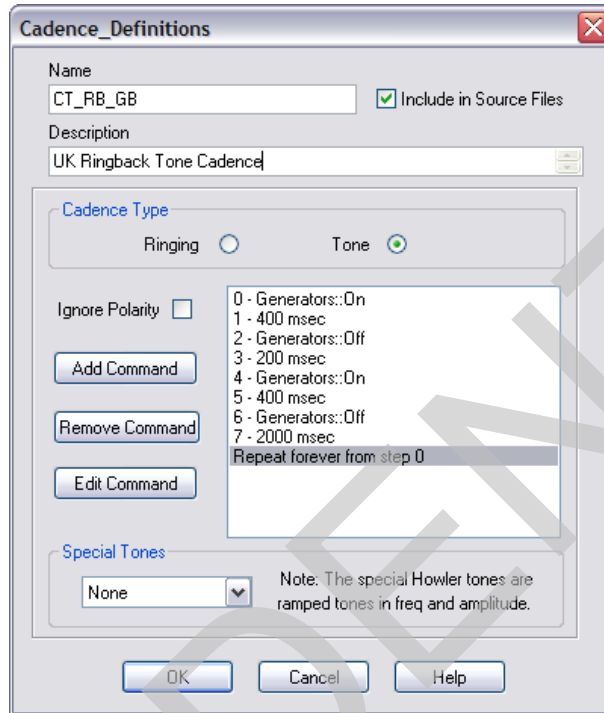 Cadence_Definitions
Name
CT_RB_GB
Include in Source Files
Description
UK Ringback Tone Cadence
Cadence Type
Ringing
Tone
Ignore Polarity
Add Command
Remove Command
Edit Command
0 - Generators::On
1 - 400 msec
2 - Generators::Off
3 - 200 msec
4 - Generators::On
5 - 400 msec
6 - Generators::Off
7 - 2000 msec
Repeat forever from step 0
Special Tones
None
Note: The special Howler tones are
ramped tones in freq and amplitude.
OK
Cancel
Help